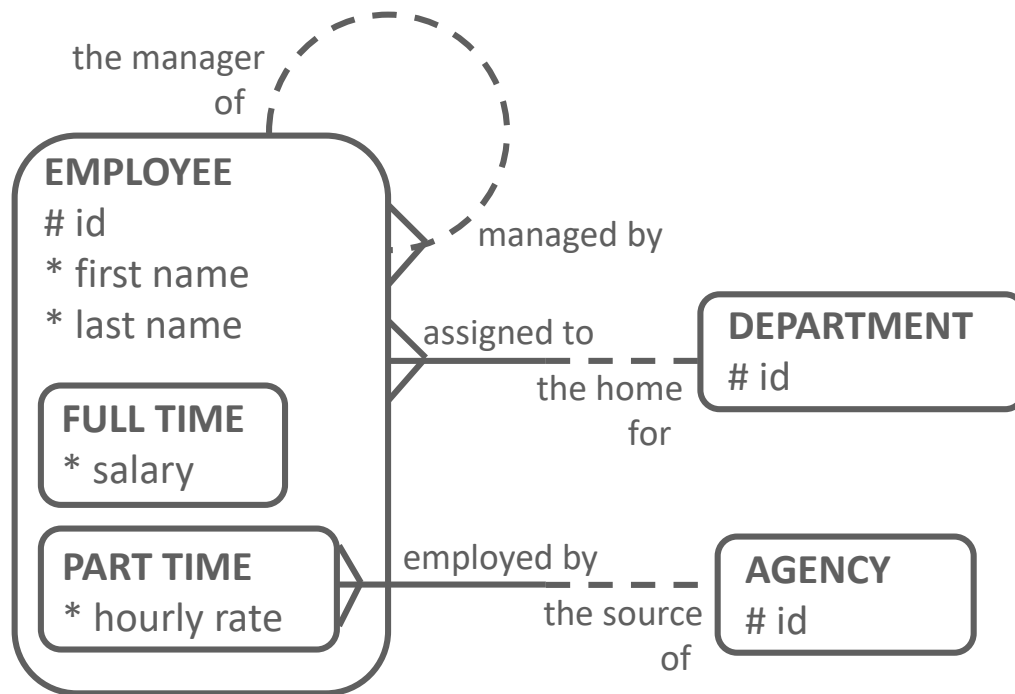 the manager
of
EMPLOYEE
# id
* first name
* last name
managed by
assigned to
the home
for
DEPARTMENT
# id
FULL TIME
* salary
PART TIME
* hourly rate
employed by
the source
of
AGENCY
# id